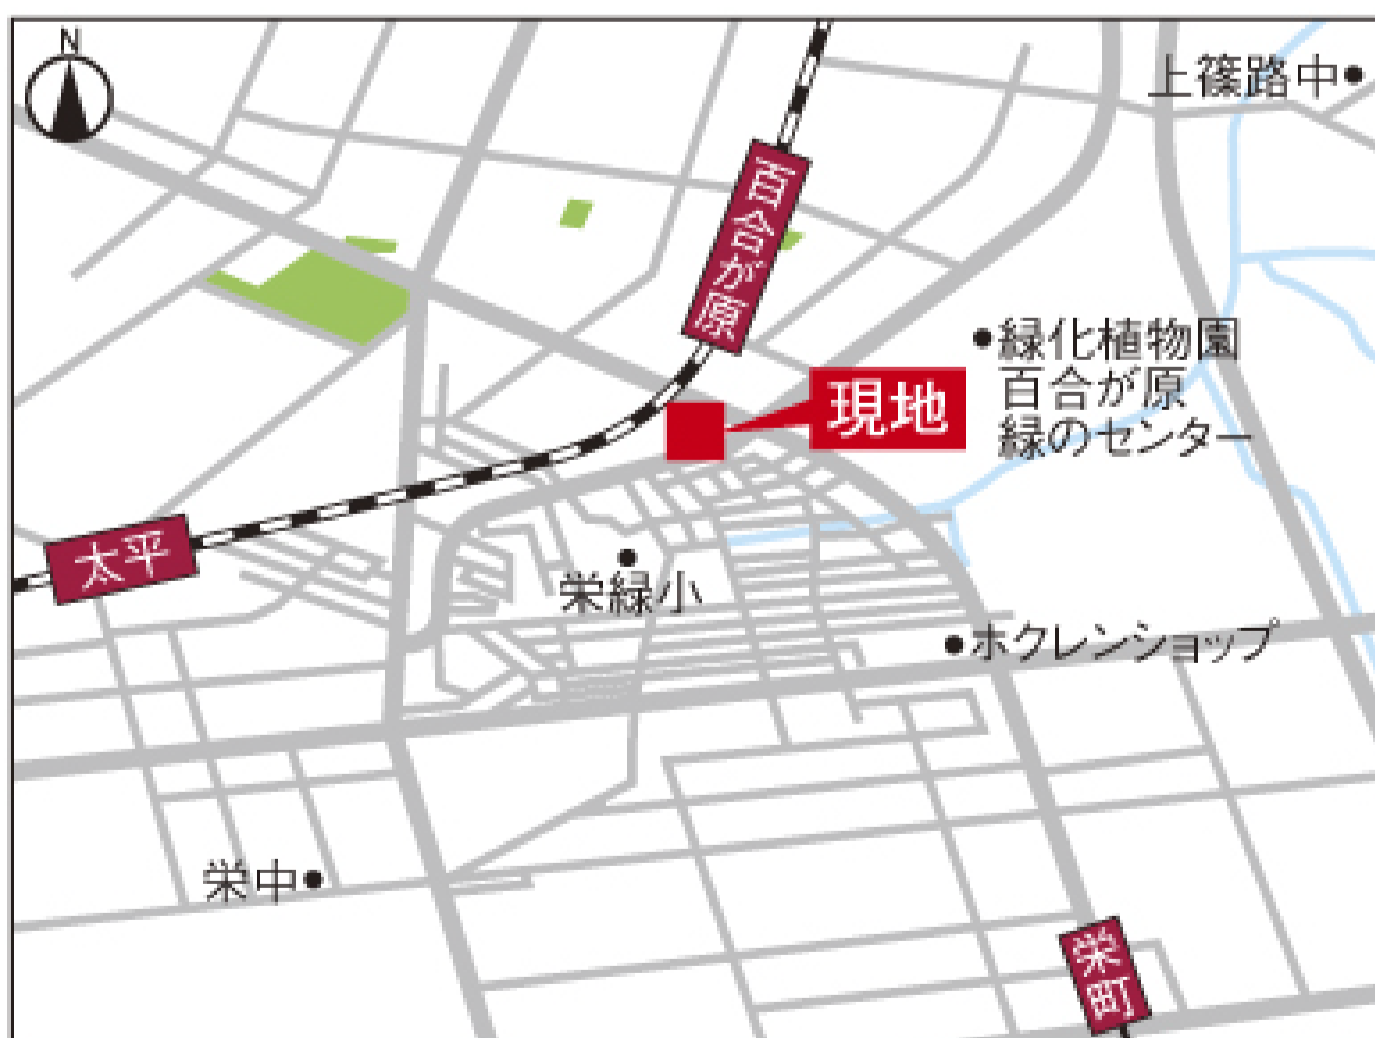 N
上篠路中
百合が原
緑化植物園
百合が原
緑のセンター
現地
太平
栄緑小
ホクレンショップ
栄中
栄町